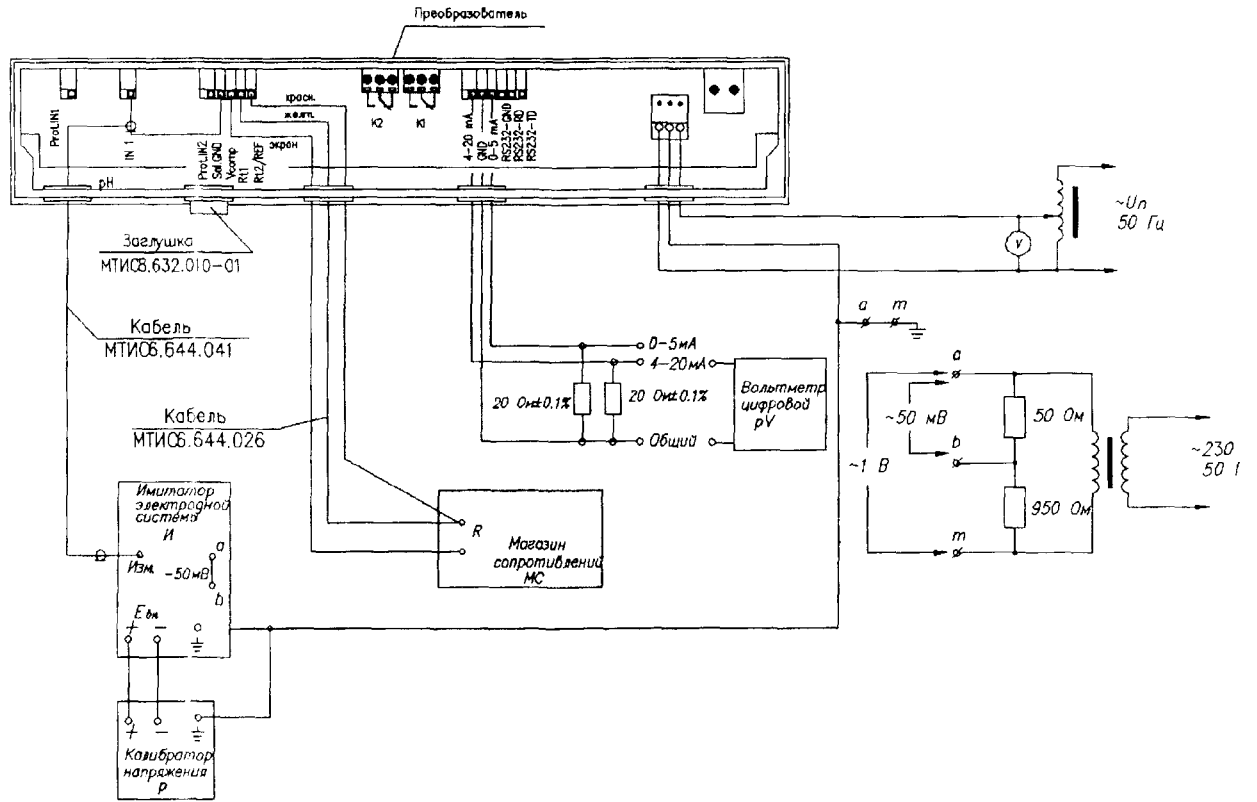 Преобразователь
ProLIN1
IN 1
ProLIN2
Sol.GND
Vcomp
Rt1
Rt2/REF
экран
красн.
желт.
K2
K1
4-20 mA
GND
0-5 mA
RS232-GND
RS232-RD
RS232-TD
pH
Заглушка
МТИС8.632.010-01
Кабель
МТИС6.644.041
Кабель
МТИС6.644.026
~Uп
50 Гц
V
a
m
0-5мА
4-20мА
20 Ом±0.1%
20 Ом±0.1%
Общий
Вольтметр
цифровой
pV
a
~50 мВ
50 Ом
b
~1 В
950 Ом
m
~230
50 Г
Имитатор
электродной
системы
И
Изм.
a
-50мВ
b
Eвн
+
-
R
Магазин
сопротивлений
МС
+
-
Калибратор
напряжения
P